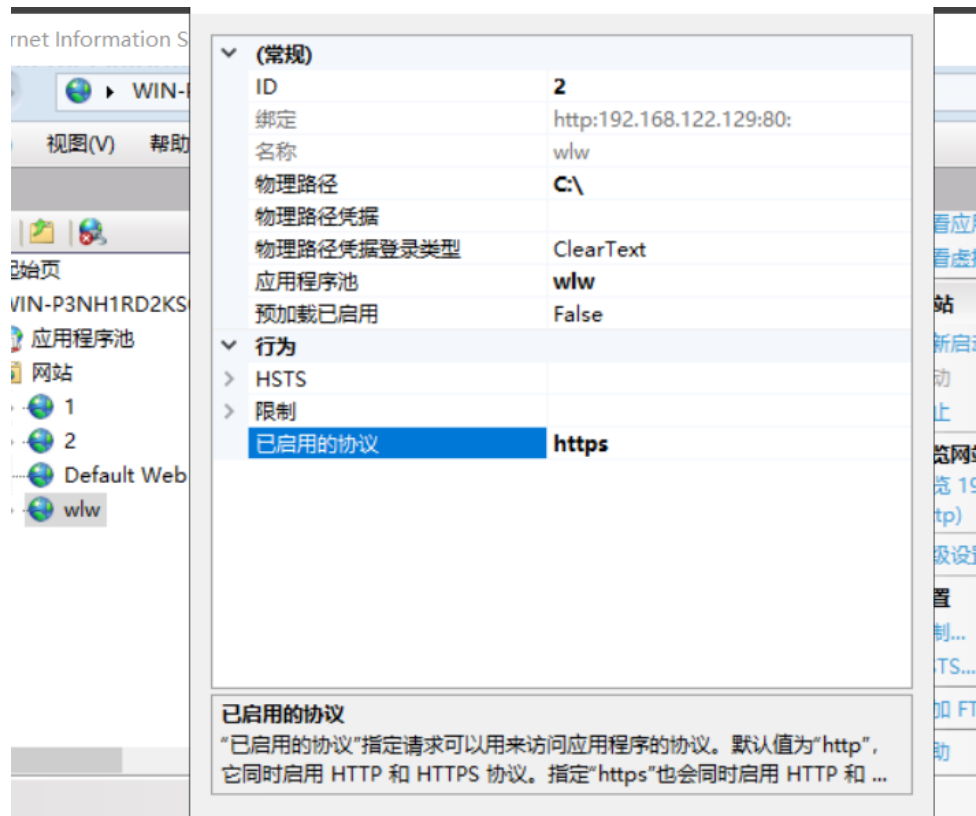 rnet Information S
WIN-
视图(V) 帮助
起始页
WIN-P3NH1RD2KS
应用程序池
网站
1
2
Default Web
wlw
(常规)
ID 2
绑定 http:192.168.122.129:80:
名称 wlw
物理路径 C:\
物理路径凭据
物理路径凭据登录类型 ClearText
应用程序池 wlw
预加载已启用 False
行为
HSTS
限制
已启用的协议 https
已启用的协议
“已启用的协议”指定请求可以用来访问应用程序的协议。默认值为“http”，
它同时启用 HTTP 和 HTTPS 协议。指定“https”也会同时启用 HTTP 和 ...
看应
看虚
站
新启
动
止
览网
览 19
tp)
级设
置
制...
STS...
加 FT
助